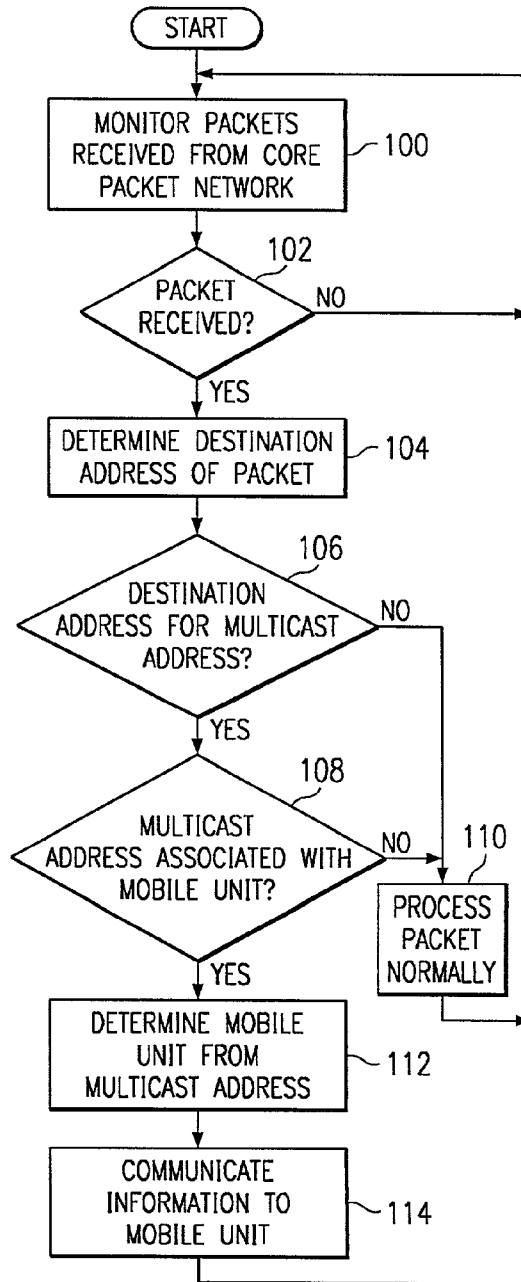 START
MONITOR PACKETS
RECEIVED FROM CORE
PACKET NETWORK
100
102
PACKET
RECEIVED?
NO
YES
DETERMINE DESTINATION
ADDRESS OF PACKET
104
106
DESTINATION
ADDRESS FOR MULTICAST
ADDRESS?
NO
YES
108
MULTICAST
ADDRESS ASSOCIATED WITH
MOBILE UNIT?
NO
110
PROCESS
PACKET
NORMALLY
YES
DETERMINE MOBILE
UNIT FROM
MULTICAST ADDRESS
112
COMMUNICATE
INFORMATION TO
MOBILE UNIT
114